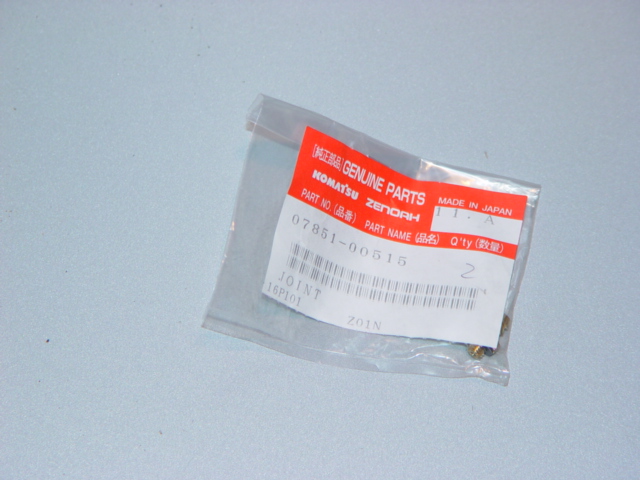 [純正部品] GENUINE PARTS
KOMATSU ZENOAH MADE IN JAPAN
11. A
PART NO.(品番) PART NAME(品名) Q'ty(数量)
07851-00515
2
JOINT
16P101 Z01N